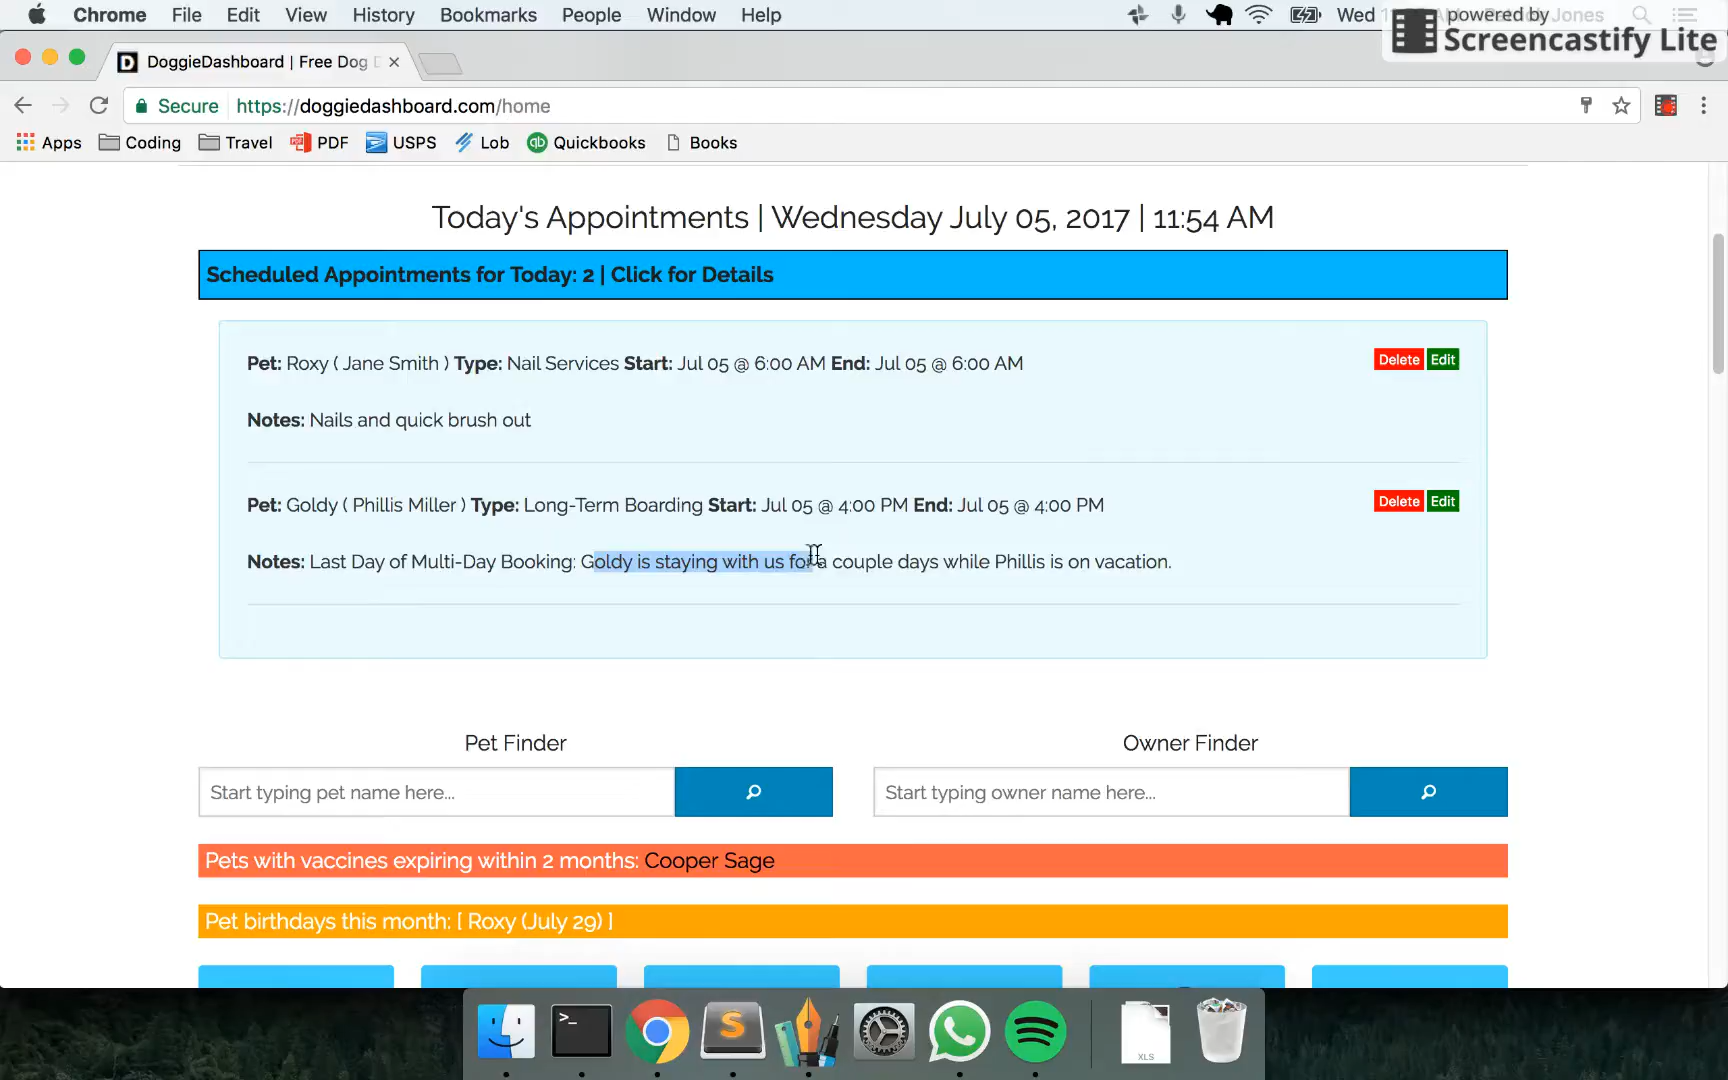 Chrome File Edit View History Bookmarks People Window Help Wed Jones
powered by
Screencastify Lite
DoggieDashboard | Free Dog
Secure https://doggiedashboard.com/home
Apps Coding Travel PDF USPS Lob Quickbooks Books
Today's Appointments | Wednesday July 05, 2017 | 11:54 AM
Scheduled Appointments for Today: 2 | Click for Details
Pet: Roxy ( Jane Smith ) Type: Nail Services Start: Jul 05 @ 6:00 AM End: Jul 05 @ 6:00 AM Delete Edit
Notes: Nails and quick brush out
Pet: Goldy ( Phillis Miller ) Type: Long-Term Boarding Start: Jul 05 @ 4:00 PM End: Jul 05 @ 4:00 PM Delete Edit
Notes: Last Day of Multi-Day Booking: Goldy is staying with us for a couple days while Phillis is on vacation.
Pet Finder Owner Finder
Start typing pet name here... Start typing owner name here...
Pets with vaccines expiring within 2 months: Cooper Sage
Pet birthdays this month: [ Roxy (July 29) ]
XLS